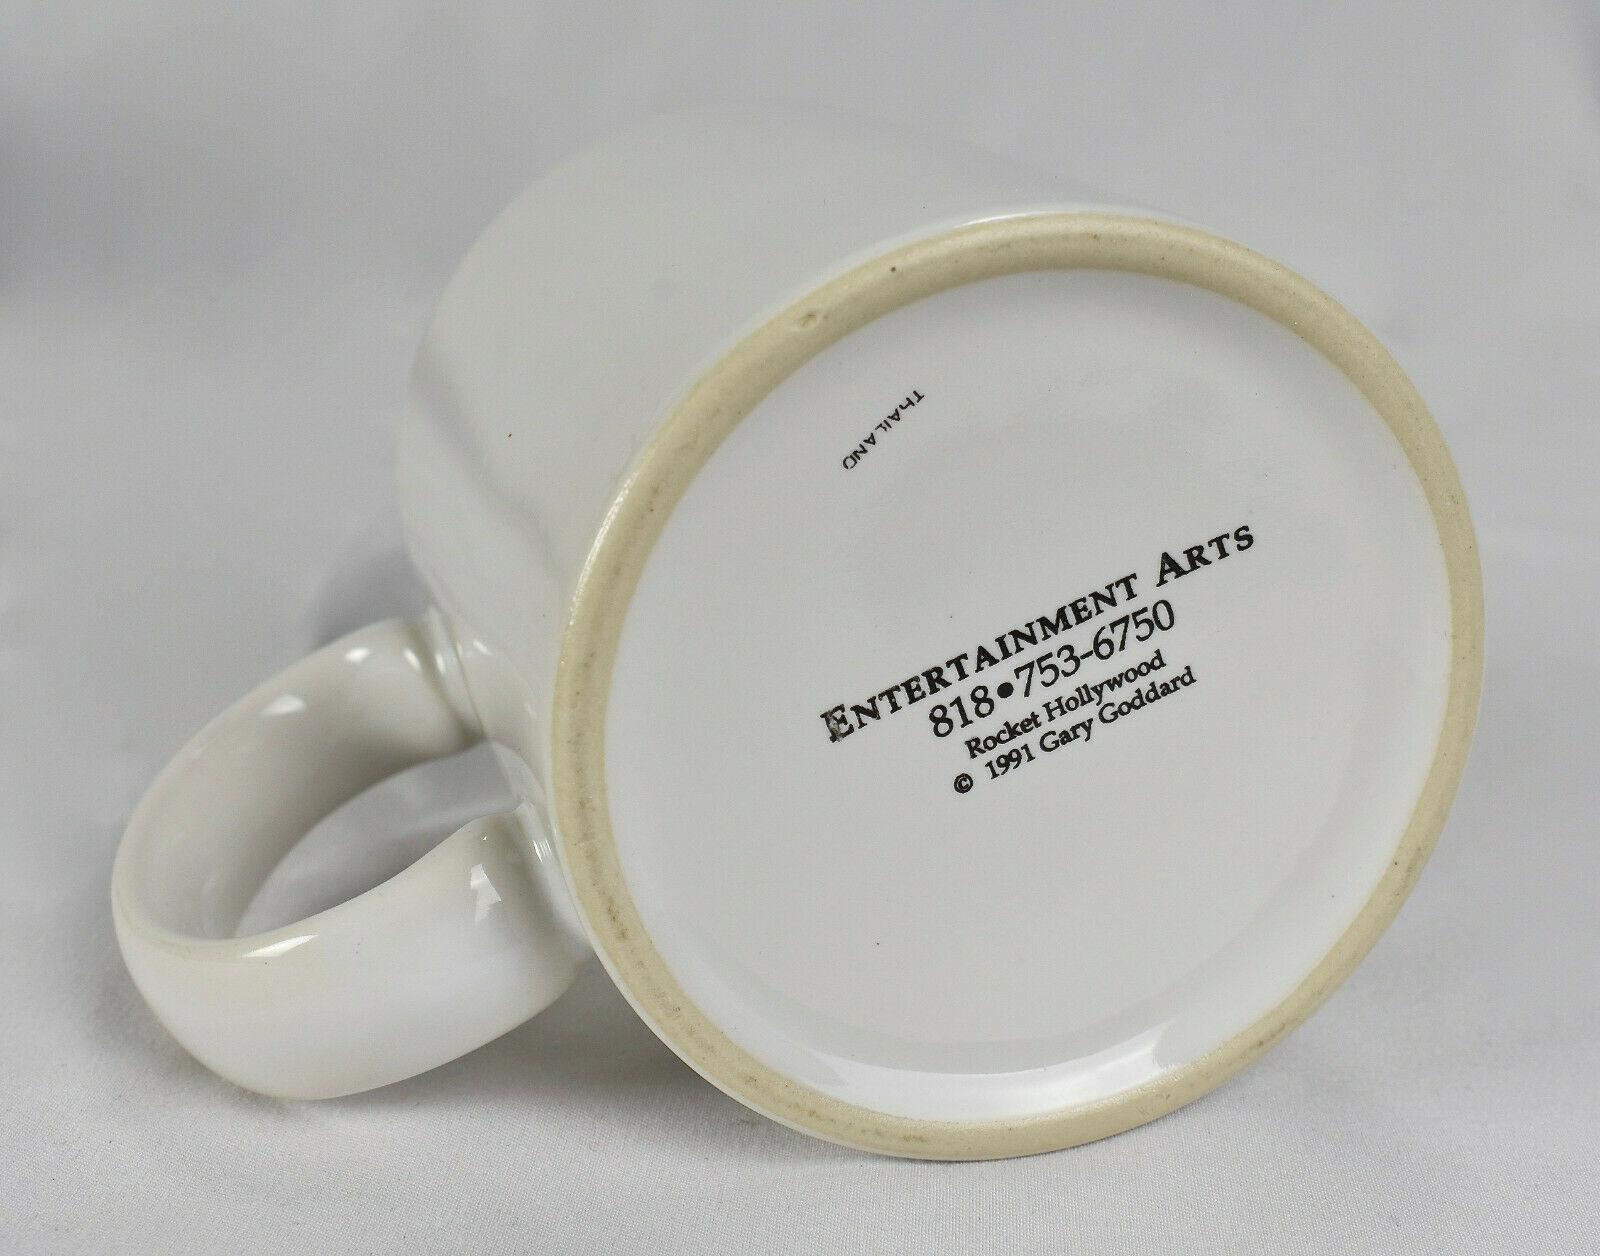 THAILAND
ENTERTAINMENT ARTS
818•753-6750
Rocket Hollywood
© 1991 Gary Goddard